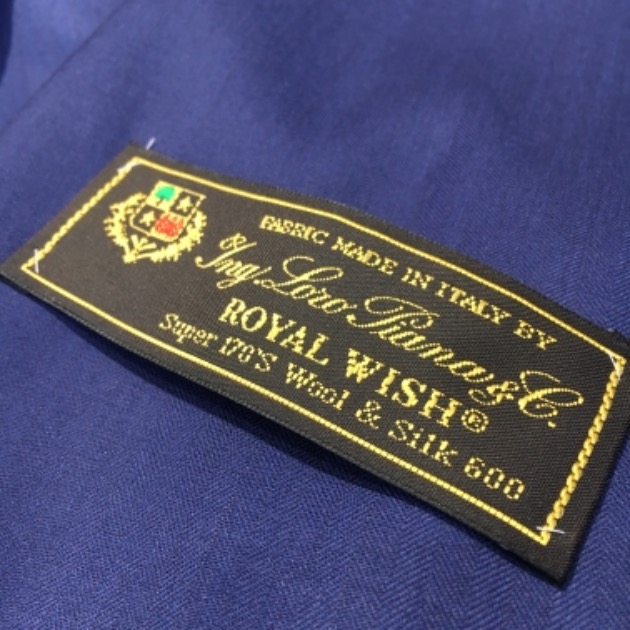 FABRIC MADE IN ITALY BY
Ing. Loro Piana & C.
ROYAL WISH®
Super 170'S Wool & Silk 600